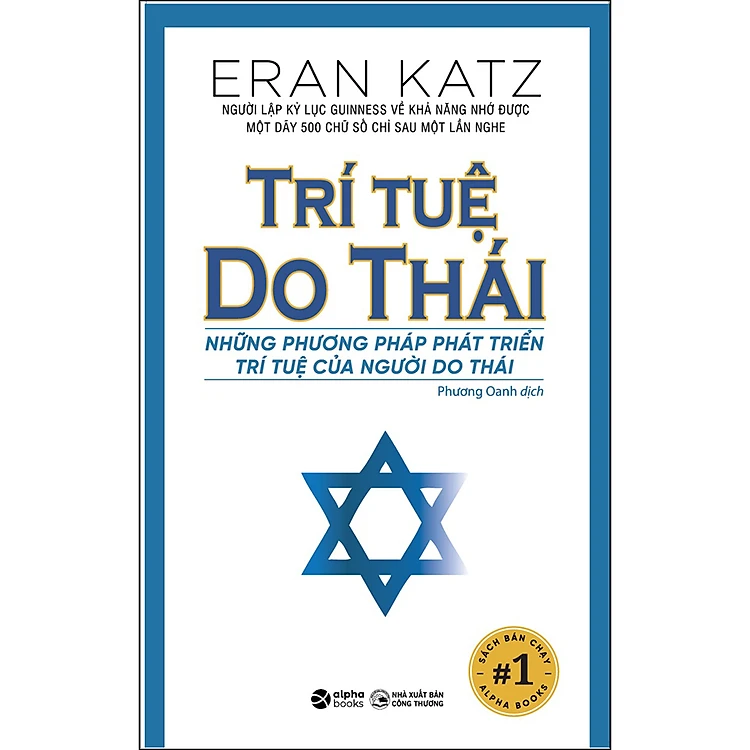 ERAN KATZ
NGƯỜI LẬP KỶ LỤC GUINNESS VỀ KHẢ NĂNG NHỚ ĐƯỢC
MỘT DÃY 500 CHỮ SỐ CHỈ SAU MỘT LẦN NGHE
TRÍ TUỆ
DO THÁI
NHỮNG PHƯƠNG PHÁP PHÁT TRIỂN
TRÍ TUỆ CỦA NGƯỜI DO THÁI
Phương Oanh dịch
SÁCH BÁN CHẠY
#1
ALPHA BOOKS
alpha
books
NHÀ XUẤT BẢN
CÔNG THƯƠNG